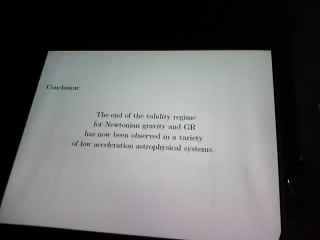 Conclusion:
The end of the validity regime
for Newtonian gravity and GR
has now been observed in a variety
of low acceleration astrophysical systems.